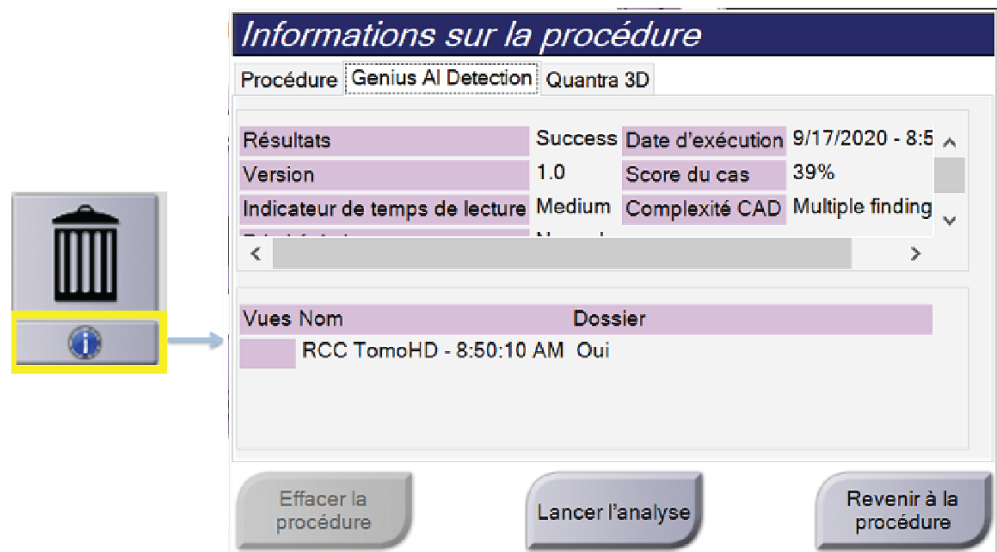 Informations sur la procédure
Procédure Genius AI Detection Quantra 3D
Résultats Success Date d'exécution 9/17/2020 - 8:5
Version 1.0 Score du cas 39%
Indicateur de temps de lecture Medium Complexité CAD Multiple finding
Vues Nom Dossier
RCC TomoHD - 8:50:10 AM Oui
Effacer la
procédure
Lancer l'analyse
Revenir à la
procédure